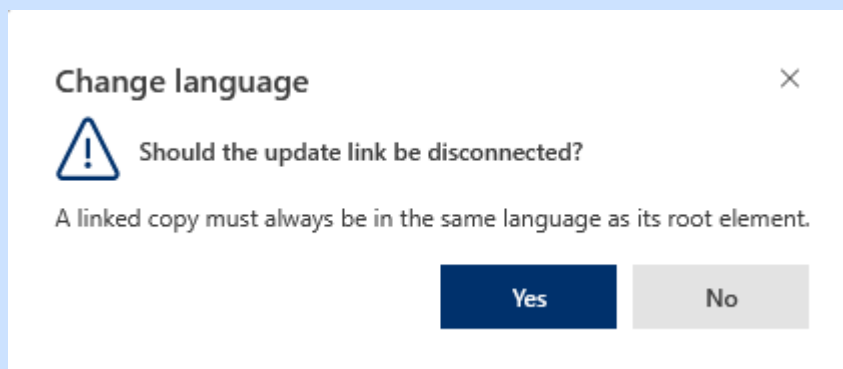 Change language
Should the update link be disconnected?
A linked copy must always be in the same language as its root element.
Yes
No